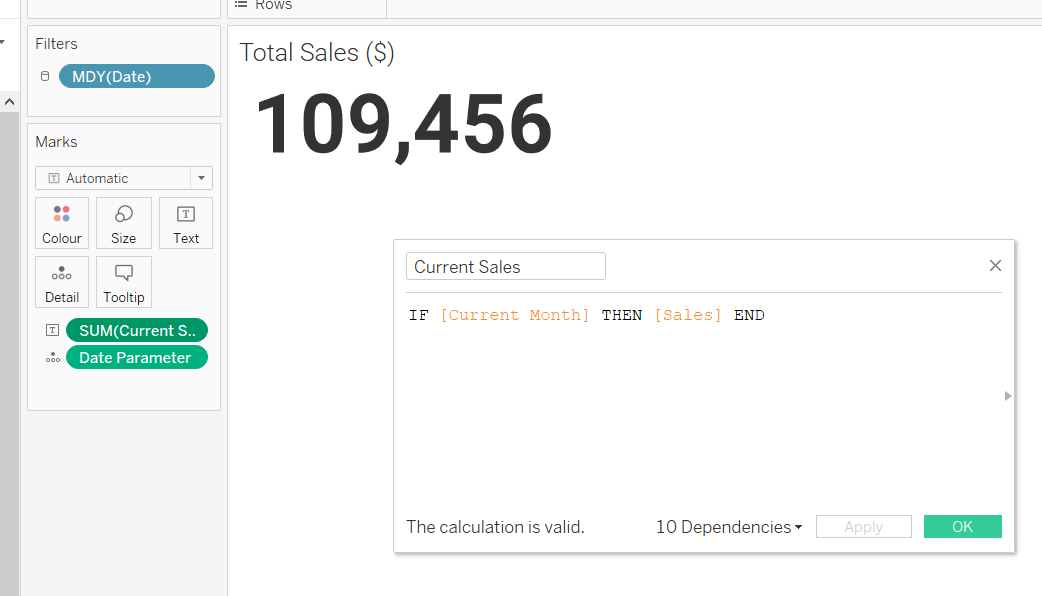 Rows
Filters
MDY(Date)
Total Sales ($)
109,456
Marks
T Automatic
Colour
Size
T
Text
Detail
Tooltip
T SUM(Current S..
Date Parameter
Current Sales
IF [Current Month] THEN [Sales] END
The calculation is valid.
10 Dependencies
Apply
OK